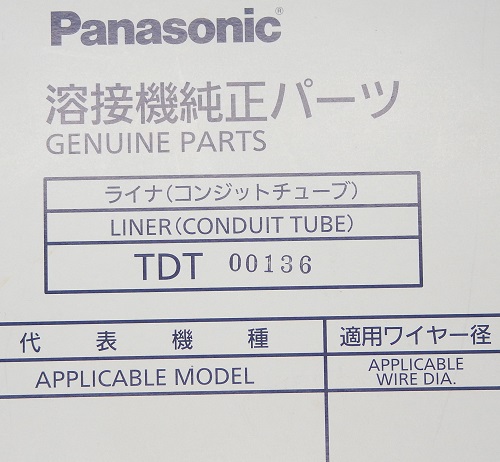 Panasonic®
溶接機純正パーツ
GENUINE PARTS
ライナ(コンジットチューブ)
LINER(CONDUIT TUBE)
TDT 00136
代表機種
適用ワイヤー径
APPLICABLE MODEL
APPLICABLE
WIRE DIA.